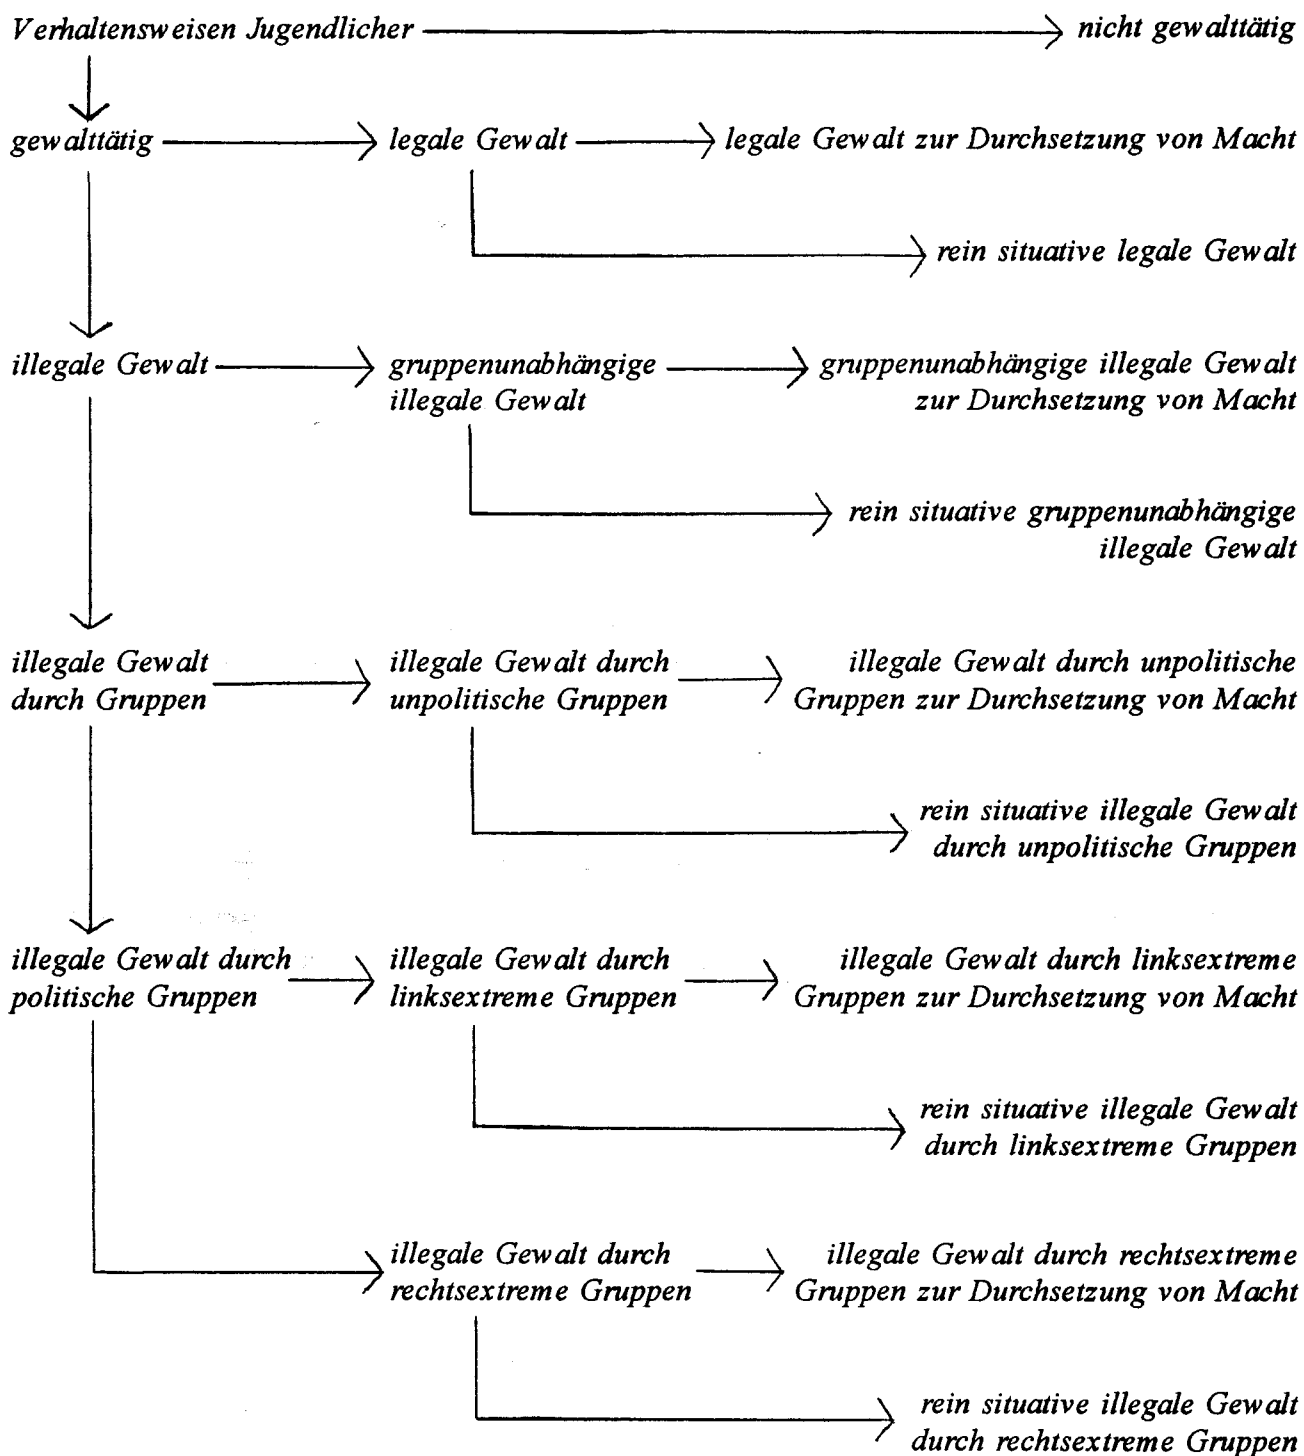 Verhaltensweisen Jugendlicher
nicht gewalttätig
gewalttätig
legale Gewalt
legale Gewalt zur Durchsetzung von Macht
rein situative legale Gewalt
illegale Gewalt
gruppenunabhängige
illegale Gewalt
gruppenunabhängige illegale Gewalt
zur Durchsetzung von Macht
rein situative gruppenunabhängige
illegale Gewalt
illegale Gewalt
durch Gruppen
illegale Gewalt durch
unpolitische Gruppen
illegale Gewalt durch unpolitische
Gruppen zur Durchsetzung von Macht
rein situative illegale Gewalt
durch unpolitische Gruppen
illegale Gewalt durch
politische Gruppen
illegale Gewalt durch
linksextreme Gruppen
illegale Gewalt durch linksextreme
Gruppen zur Durchsetzung von Macht
rein situative illegale Gewalt
durch linksextreme Gruppen
illegale Gewalt durch
rechtsextreme Gruppen
illegale Gewalt durch rechtsextreme
Gruppen zur Durchsetzung von Macht
rein situative illegale Gewalt
durch rechtsextreme Gruppen